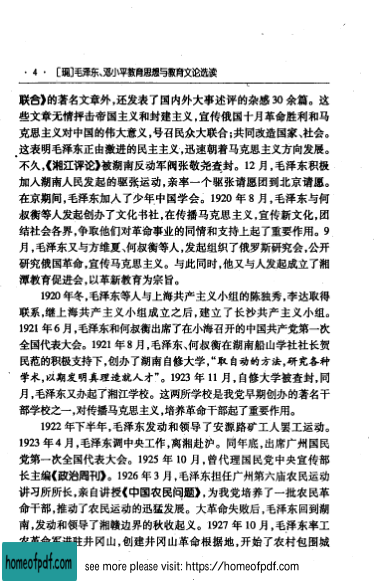 · 4 · [现]毛泽东、邓小平教育思想与教育文论选读
联合》的著名文章外,还发表了国内外大事述评的杂感 30 余篇。这
些文章无情抨击帝国主义和封建主义,宣传俄国十月革命胜利和马
克思主义对中国的伟大意义,号召民众大联合;共同改造国家、社会。
这表明毛泽东正由激进的民主主义,迅速朝着马克思主义方向发展。
不久,《湘江评论》被湖南反动军阀张敬尧查封。12 月,毛泽东积极
加入湖南人民发起的驱张运动,亲率一个驱张请愿团到北京请愿。
在京期间,毛泽东加入了少年中国学会。1920 年 8 月,毛泽东与何
叔衡等人发起创办了文化书社,在传播马克思主义,宣传新文化,团
结社会各界,争取他们对革命事业的同情和支持上起了重要作用。9
月,毛泽东又与方维夏、何叔衡等人,发起组织了俄罗斯研究会,公开
研究俄国革命,宣传马克思主义。与此同时,他又与人发起成立了湘
潭教育促进会,以革新教育为宗旨。
1920 年冬,毛泽东等人与上海共产主义小组的陈独秀,李达取得
联系,继上海共产主义小组成立之后,建立了长沙共产主义小组。
1921 年 6 月,毛泽东和何叔衡出席了在小海召开的中国共产党第一次
全国代表大会。1921 年 8 月,毛泽东、何叔衡在湖南船山学社社长贺
民范的积极支持下,创办了湖南自修大学,“取自动的方法,研究各种
学术,以期发明真理造就人才”。1923 年 11 月,自修大学被查封,同
月,毛泽东又办起了湘江学校。这两所学校是我党早期创办的著名干
部学校之一,对传播马克思主义,培养革命干部起了重要作用。
1922 年下半年,毛泽东发动和领导了安源路矿工人罢工运动。
1923 年 4 月,毛泽东调中央工作,离湘赴沪。同年底,出席广州国民
党第一次全国代表大会。1925 年 10 月,曾代理国民党中央宣传部
长主编《政治周刊》。1926 年 3 月,毛泽东担任广州第六届农民运动
讲习所所长,亲自讲授《中国农民问题》,为我党培养了一批农民革
命干部,推动了农民运动的迅猛发展。大革命失败后,毛泽东回到湖
南,发动和领导了湘赣边界的秋收起义。1927 年 10 月,毛泽东率工
农革命军进驻井冈山,创建井冈山革命根据地,开始了农村包围城
homeofpdf.com
see more please visit: https://homeofpdf.com